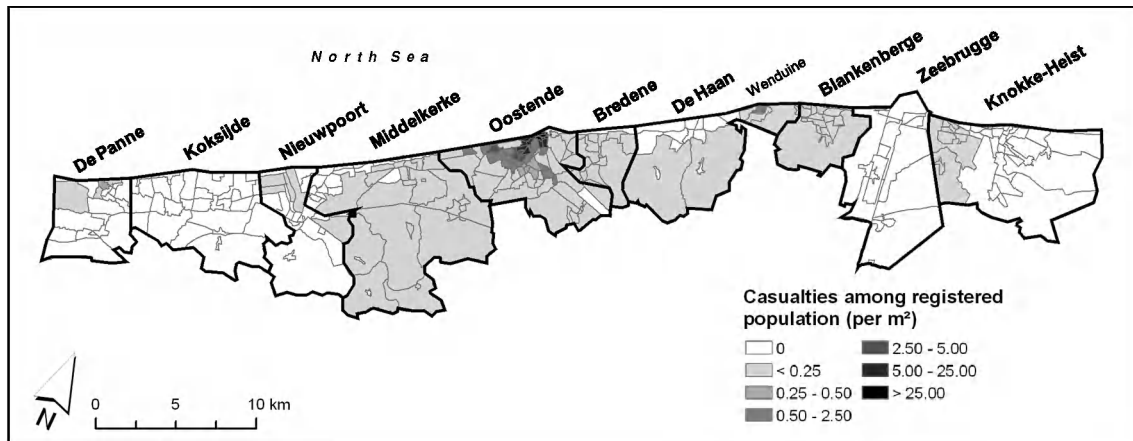 North Sea
De Panne
Koksijde
Nieuwpoort
Middelkerke
Oostende
Bredene
De Haan
Wenduine
Blankenberge
Zeebrugge
Knokke-Heist
Casualties among registered
population (per m²)
0
< 0.25
0.25 - 0.50
0.50 - 2.50
2.50 - 5.00
5.00 - 25.00
> 25.00
N
0 5 10 km